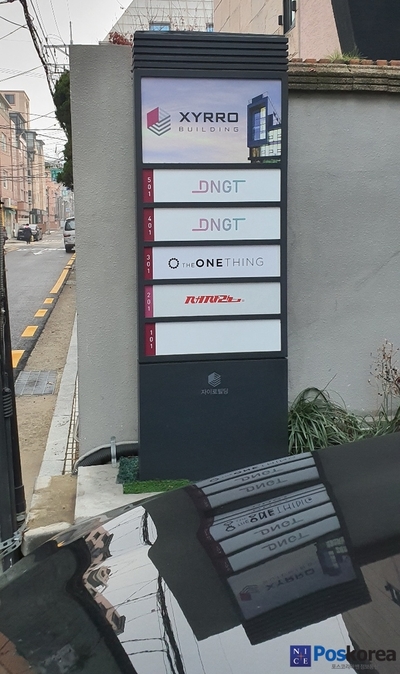 XYRRO
BUILDING
501 DNGT
401 DNGT
301 THE ONE THING
201
101
자이로빌딩
NICE Poskorea